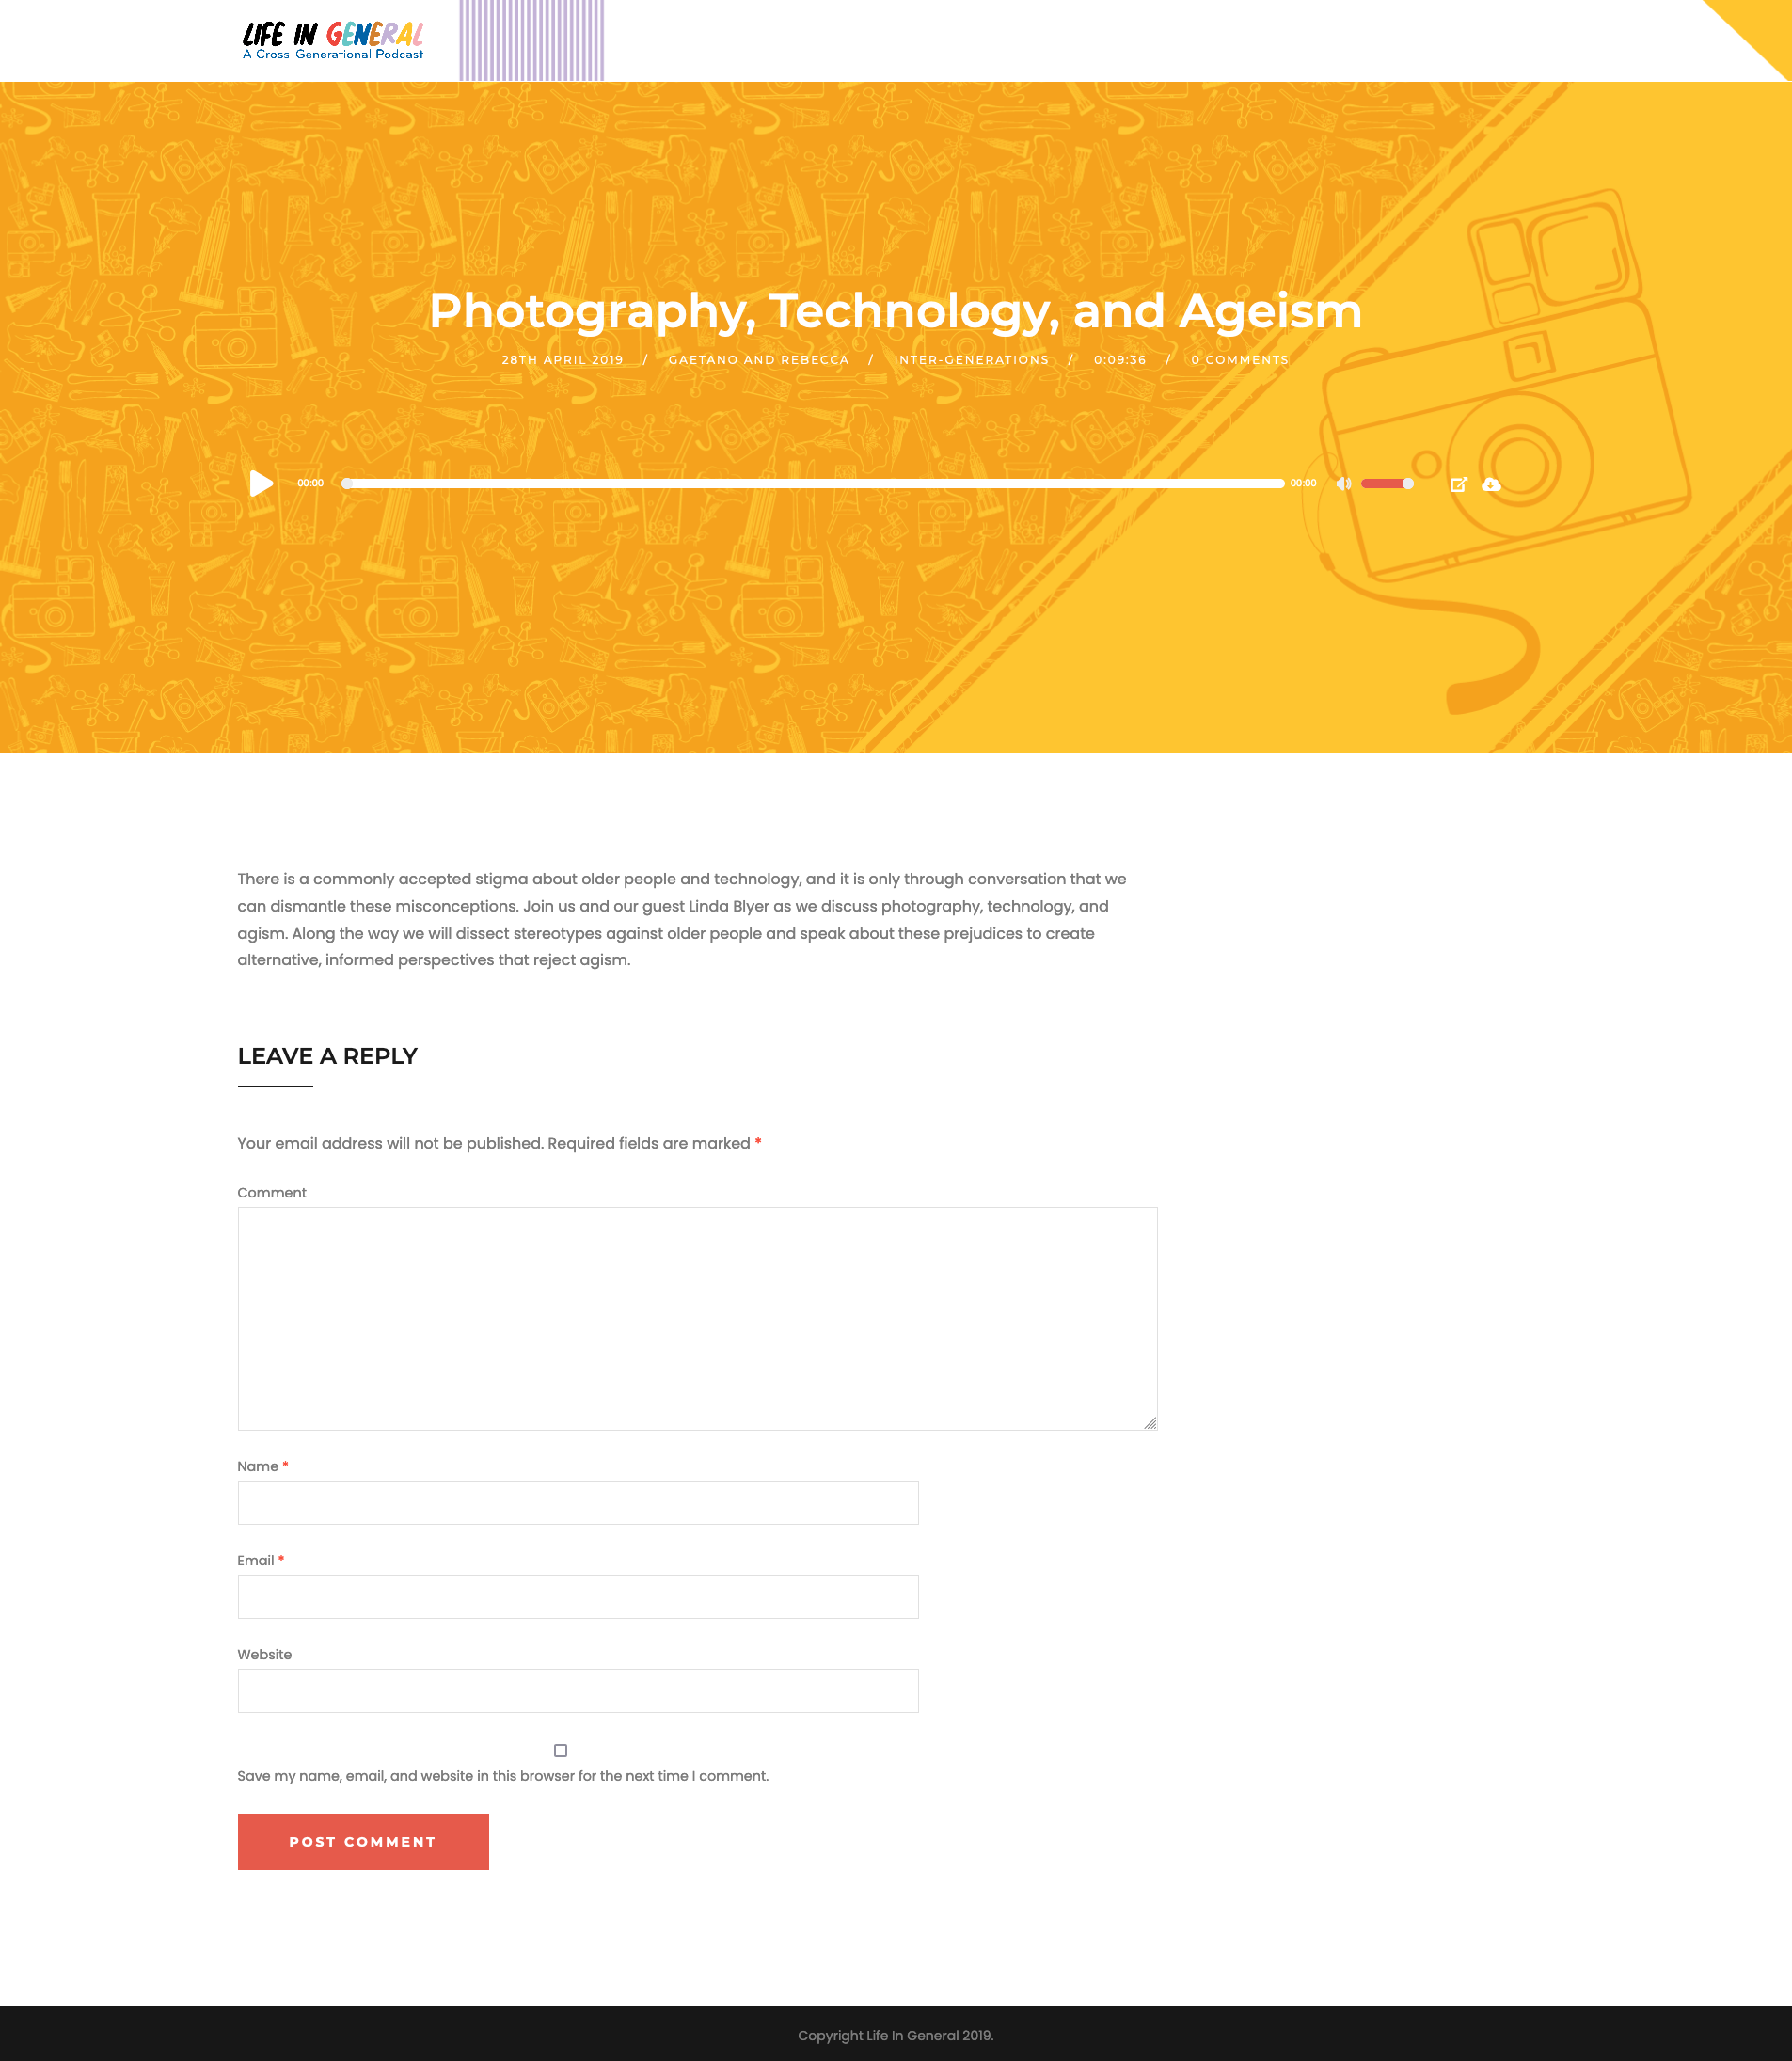 LIFE IN GENERAL
A Cross-Generational Podcast
Photography, Technology, and Ageism
28TH APRIL 2019 / GAETANO AND REBECCA / INTER-GENERATIONS / 0:09:36 / 0 COMMENTS
00:00 00:00
There is a commonly accepted stigma about older people and technology, and it is only through conversation that we
can dismantle these misconceptions. Join us and our guest Linda Blyer as we discuss photography, technology, and
agism. Along the way we will dissect stereotypes against older people and speak about these prejudices to create
alternative, informed perspectives that reject agism.
LEAVE A REPLY
Your email address will not be published. Required fields are marked *
Comment
Name *
Email *
Website
Save my name, email, and website in this browser for the next time I comment.
POST COMMENT
Copyright Life In General 2019.